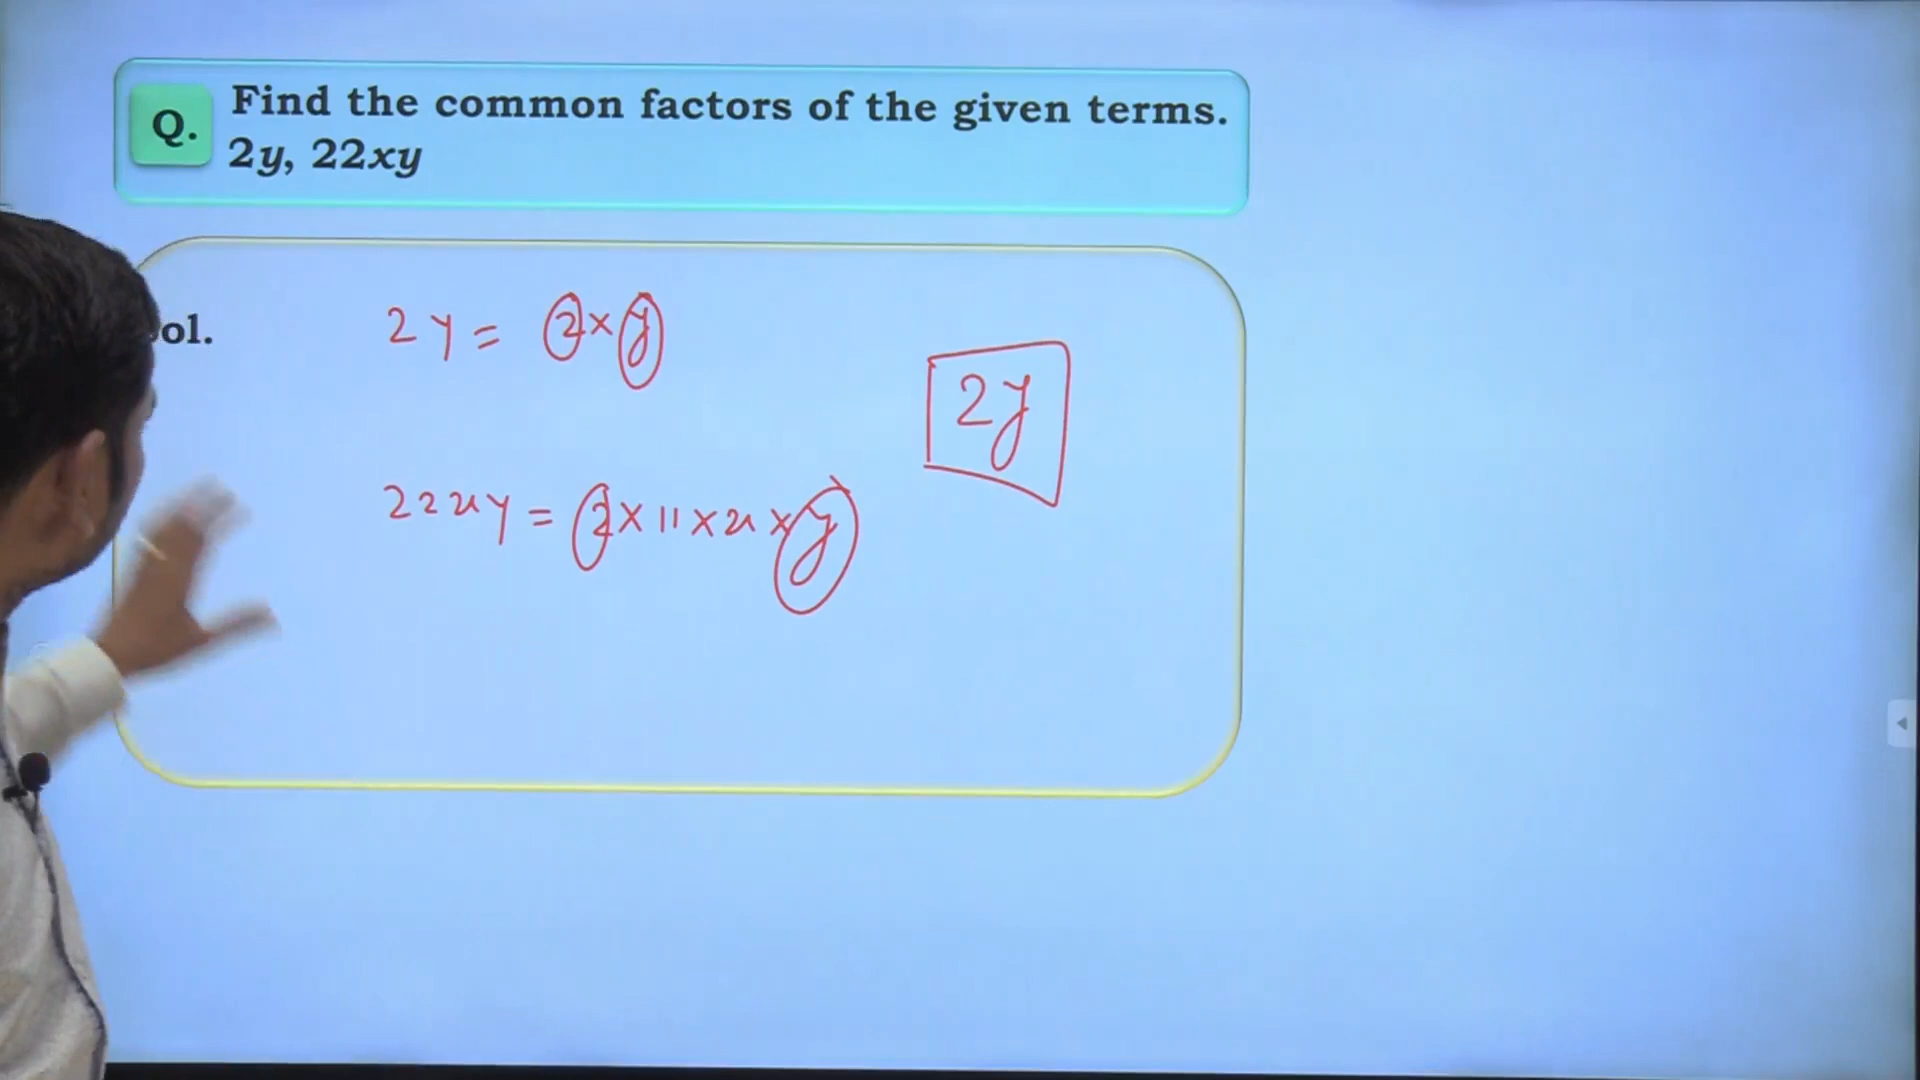 Q. Find the common factors of the given terms.
2y, 22xy
ol.
2y = 2 × y
2y
22xy = 2 × 11 × x × y